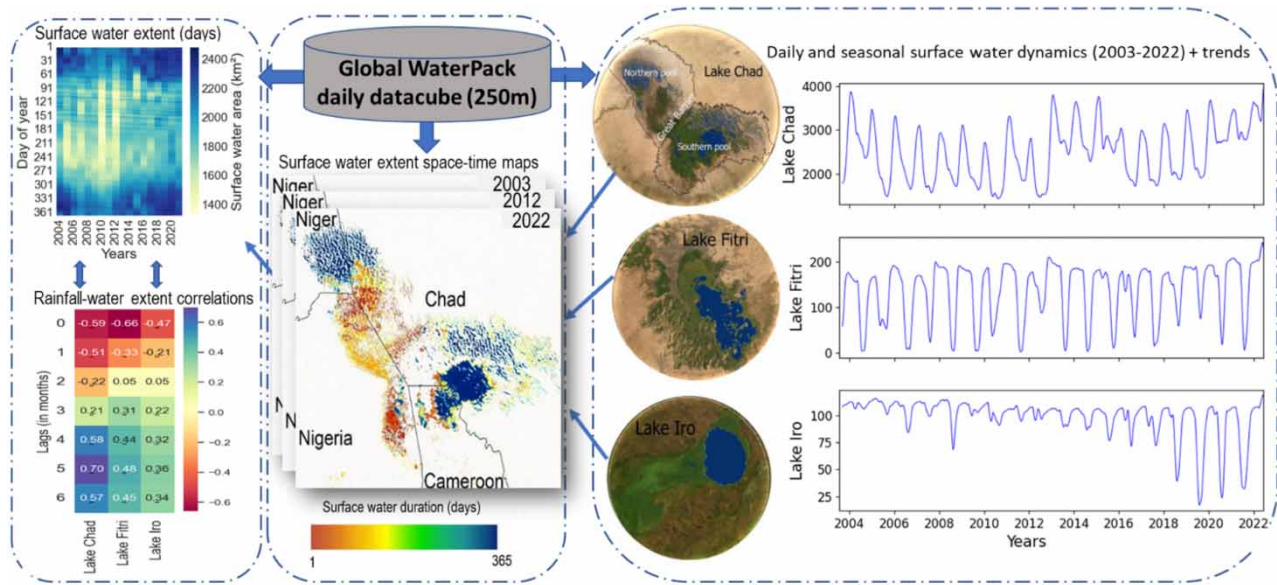 Surface water extent (days)
1
31
61
91
121
151
181
211
241
271
301
331
361
Day of year
2004
2006
2008
2010
2012
2014
2016
2018
2020
Years
2400
2200
2000
1800
1600
1400
Surface water area (km²)
Rainfall-water extent correlations
0
1
2
3
4
5
6
Lags (in months)
-0.59 -0.66 -0.47
-0.51 -0.33 -0.21
-0.22 0.05 0.05
0.21 0.31 0.22
0.58 0.44 0.32
0.70 0.48 0.36
0.57 0.45 0.34
Lake Chad
Lake Fitri
Lake Iro
0.6
0.4
0.2
0.0
-0.2
-0.4
-0.6
Global WaterPack
daily datacube (250m)
Surface water extent space-time maps
Niger 2003
Niger 2012
Niger 2022
Chad
N
N
Nigeria
Cameroon
Surface water duration (days)
1
365
Northern pool
Lake Chad
Great Barrier
Southern pool
Lake Fitri
Lake Iro
Daily and seasonal surface water dynamics (2003-2022) + trends
Lake Chad
4000
3000
2000
Lake Fitri
200
100
0
Lake Iro
100
75
50
25
2004 2006 2008 2010 2012 2014 2016 2018 2020 2022
Years